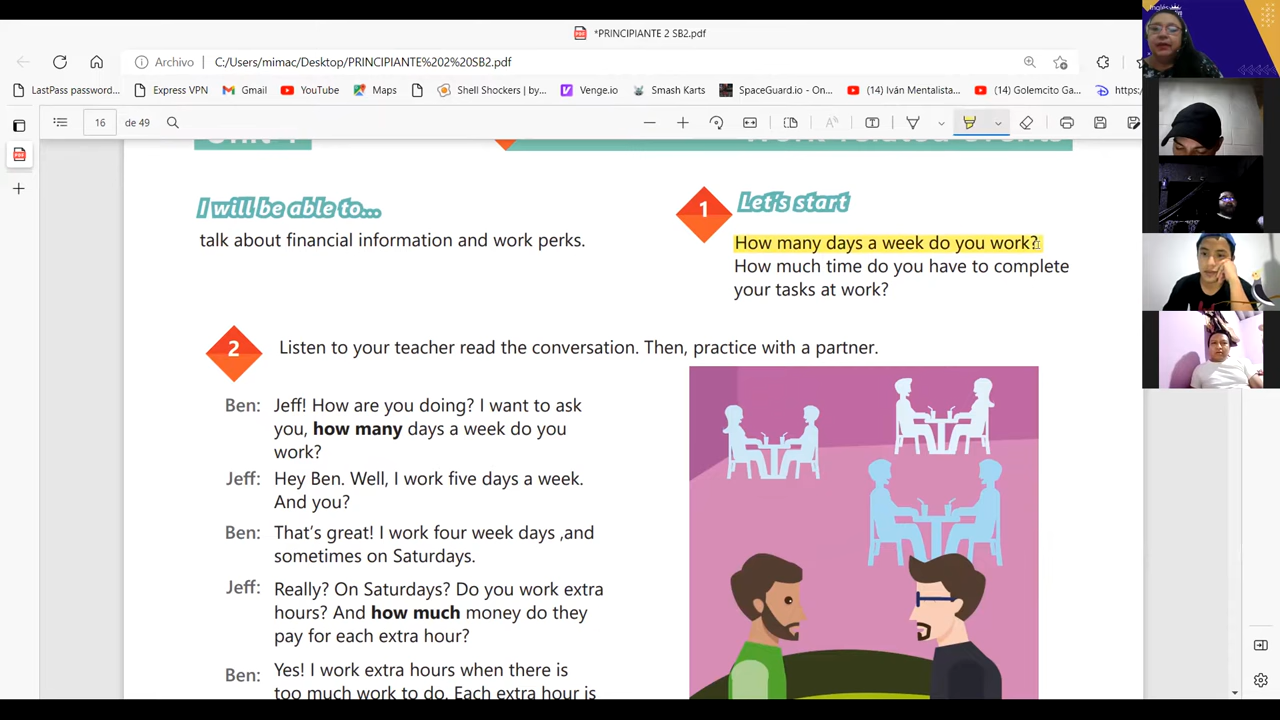 *PRINCIPIANTE 2 SB2.pdf
Archivo
C:/Users/mimac/Desktop/PRINCIPIANTE%202%20SB2.pdf
LastPass password...
Express VPN
Gmail
YouTube
Maps
Shell Shockers | by...
Venge.io
Smash Karts
SpaceGuard.io - On...
(14) Iván Mentalista...
(14) Golemcito Ga...
https:/
16
de 49
I will be able to...
talk about financial information and work perks.
1
Let's start
How many days a week do you work?
How much time do you have to complete
your tasks at work?
2
Listen to your teacher read the conversation. Then, practice with a partner.
Ben: Jeff! How are you doing? I want to ask
you, how many days a week do you
work?
Jeff: Hey Ben. Well, I work five days a week.
And you?
Ben: That's great! I work four week days ,and
sometimes on Saturdays.
Jeff: Really? On Saturdays? Do you work extra
hours? And how much money do they
pay for each extra hour?
Ben: Yes! I work extra hours when there is
too much work to do. Each extra hour is